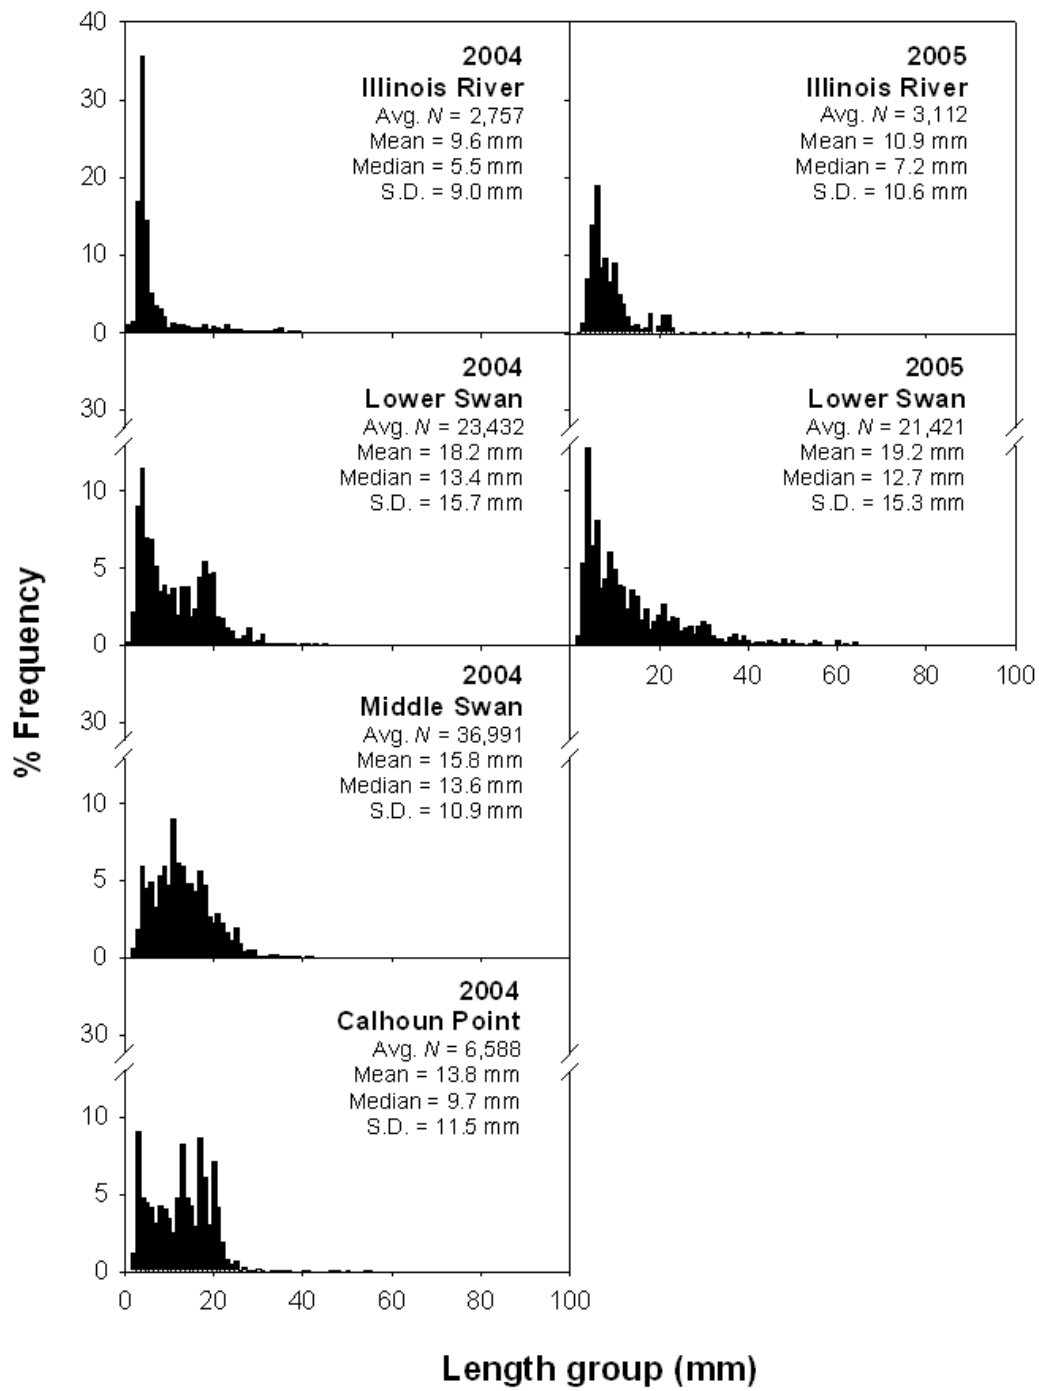 40
30
20
10
0
2004
Illinois River
Avg. N = 2,757
Mean = 9.6 mm
Median = 5.5 mm
S.D. = 9.0 mm
2005
Illinois River
Avg. N = 3,112
Mean = 10.9 mm
Median = 7.2 mm
S.D. = 10.6 mm
30
10
5
0
2004
Lower Swan
Avg. N = 23,432
Mean = 18.2 mm
Median = 13.4 mm
S.D. = 15.7 mm
2005
Lower Swan
Avg. N = 21,421
Mean = 19.2 mm
Median = 12.7 mm
S.D. = 15.3 mm
20 40 60 80 100
% Frequency
30
10
5
0
2004
Middle Swan
Avg. N = 36,991
Mean = 15.8 mm
Median = 13.6 mm
S.D. = 10.9 mm
30
10
5
0
2004
Calhoun Point
Avg. N = 6,588
Mean = 13.8 mm
Median = 9.7 mm
S.D. = 11.5 mm
0 20 40 60 80 100
Length group (mm)